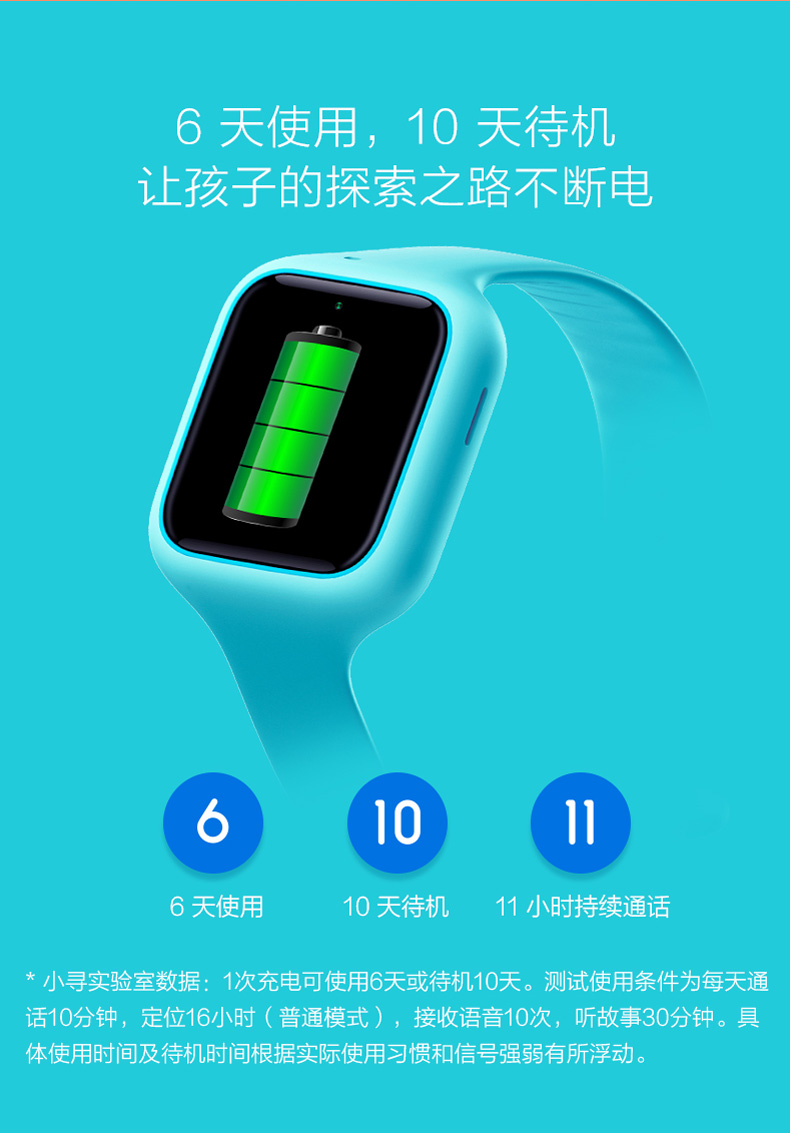 6 天使用，10 天待机
让孩子的探索之路不断电
6
10
11
6 天使用
10 天待机
11 小时持续通话
* 小寻实验室数据：1次充电可使用6天或待机10天。测试使用条件为每天通
话10分钟，定位16小时（普通模式），接收语音10次，听故事30分钟。具
体使用时间及待机时间根据实际使用习惯和信号强弱有所浮动。